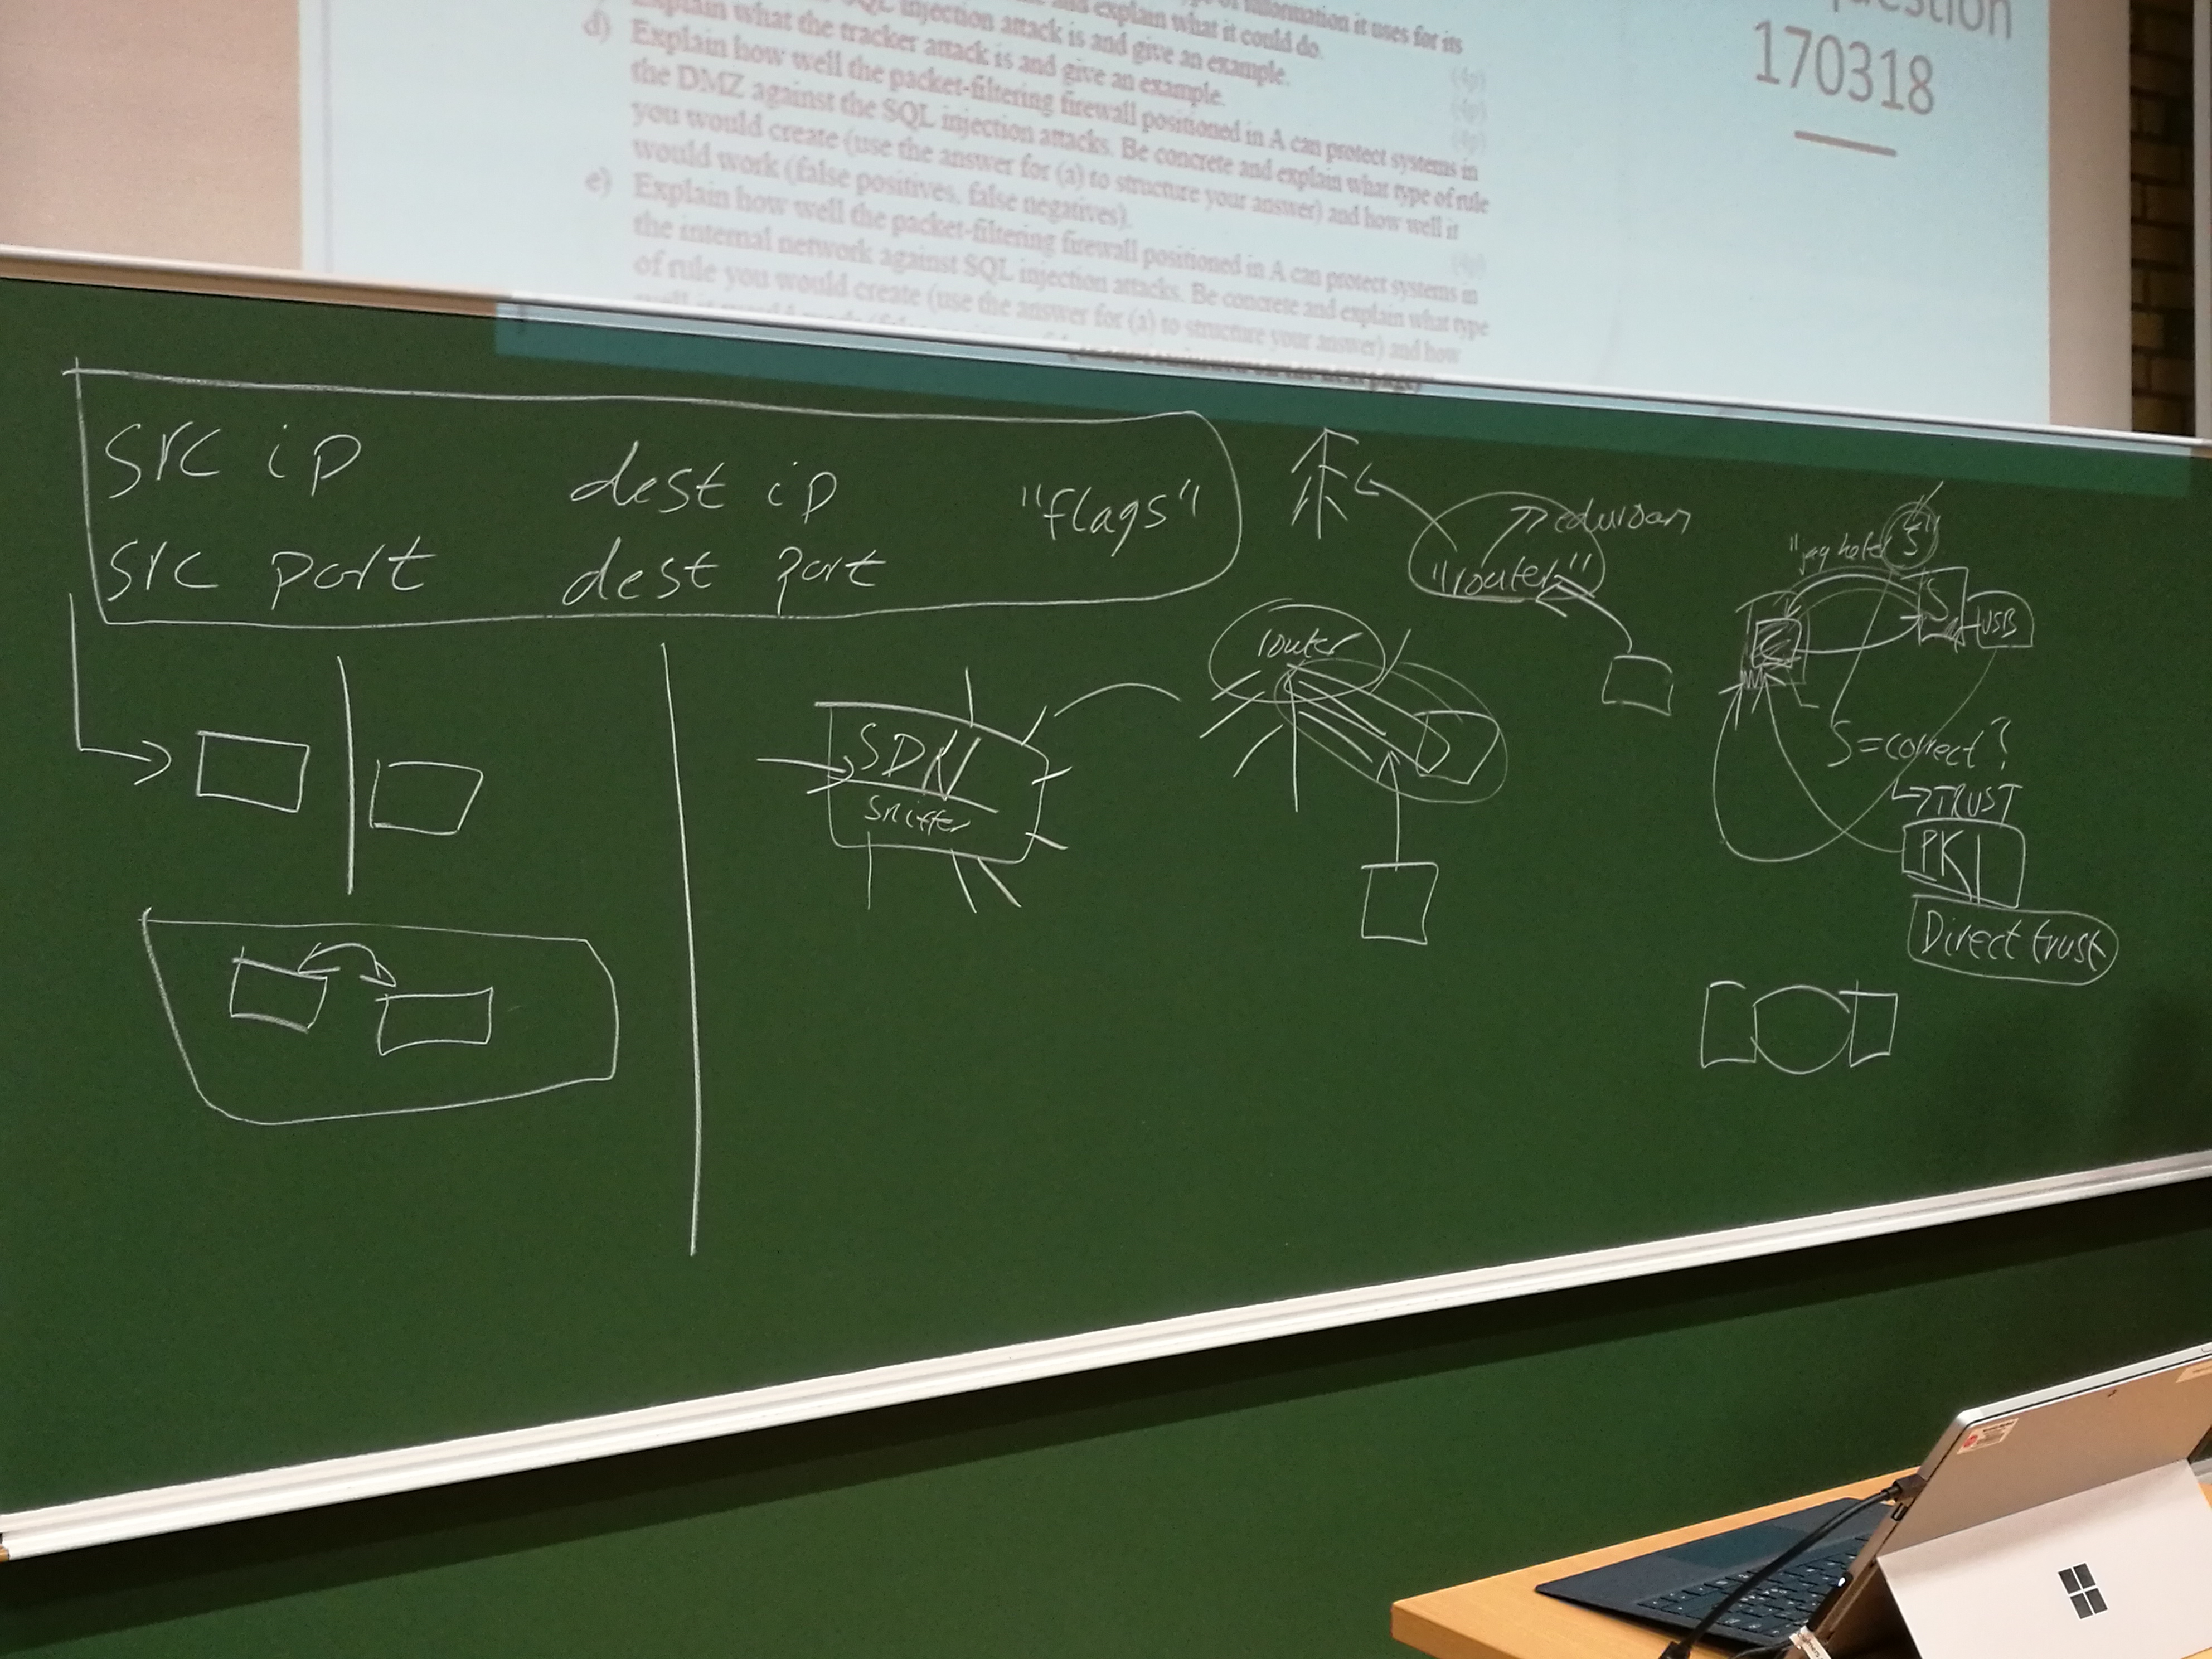 question
170318
information it uses for its
and explain what it could do.
SQL injection attack is and give an example.
(4p)
Explain what the tracker attack is and give an example.
(4p)
d) Explain how well the packet-filtering firewall positioned in A can protect systems in
(4p)
the DMZ against the SQL injection attacks. Be concrete and explain what type of rule
you would create (use the answer for (a) to structure your answer) and how well it
would work (false positives, false negatives).
(4p)
e) Explain how well the packet-filtering firewall positioned in A can protect systems in
the internal network against SQL injection attacks. Be concrete and explain what type
of rule you would create (use the answer for (a) to structure your answer) and how
src ip dest ip "flags"
src port dest port
"router"
router
SDN
sniffer
"jag heter S"
S
USB
S=correct?
TRUST
PKI
Direct trust